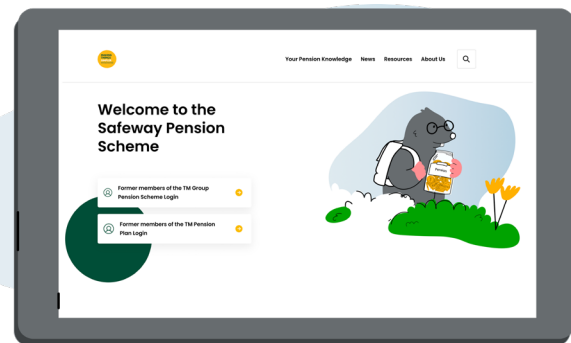 Your Pension Knowledge News Resources About Us
Welcome to the
Safeway Pension
Scheme
Former members of the TM Group
Pension Scheme Login
Former members of the TM Pension
Plan Login
PENSION